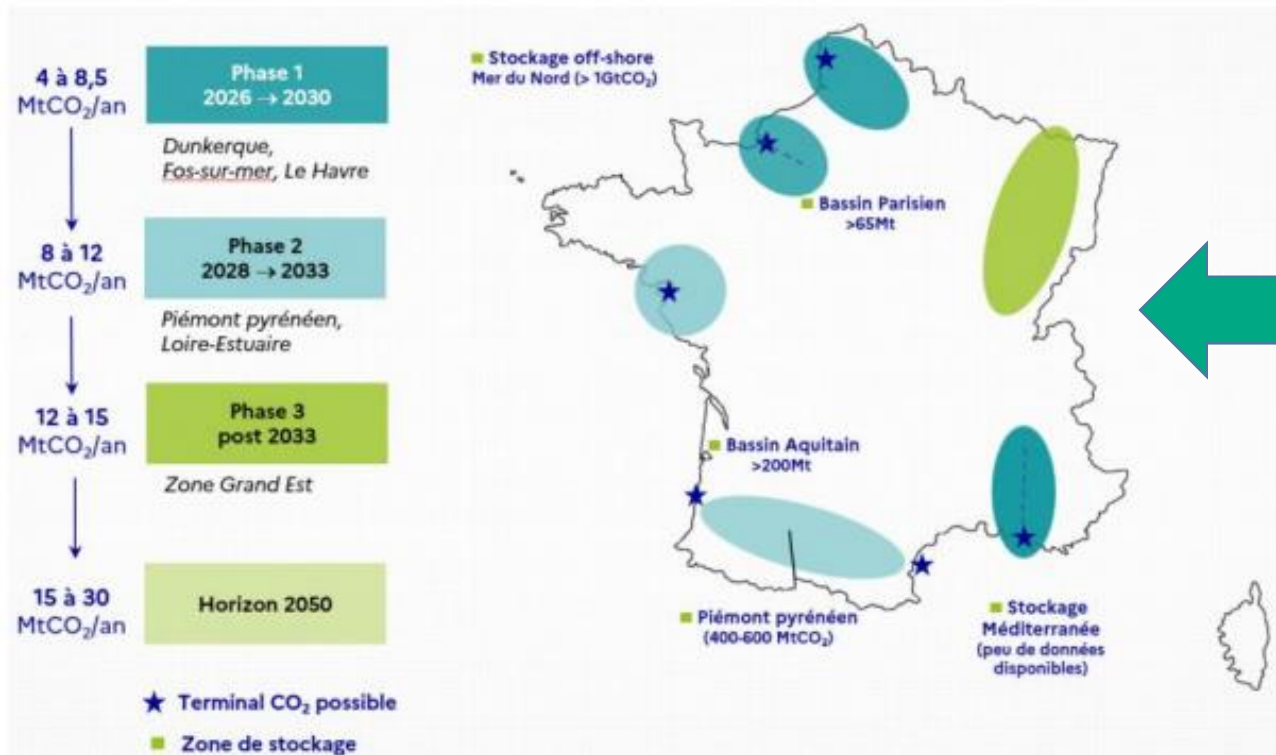 4 à 8,5
MtCO₂/an
Phase 1
2026 → 2030
Dunkerque,
Fos-sur-mer, Le Havre
8 à 12
MtCO₂/an
Phase 2
2028 → 2033
Piémont pyrénéen,
Loire-Estuaire
12 à 15
MtCO₂/an
Phase 3
post 2033
Zone Grand Est
15 à 30
MtCO₂/an
Horizon 2050
Terminal CO₂ possible
Zone de stockage
Stockage off-shore
Mer du Nord (> 1GtCO₂)
Bassin Parisien
>65Mt
Bassin Aquitain
>200Mt
Piémont pyrénéen
(400-600 MtCO₂)
Stockage
Méditerranée
(peu de données
disponibles)